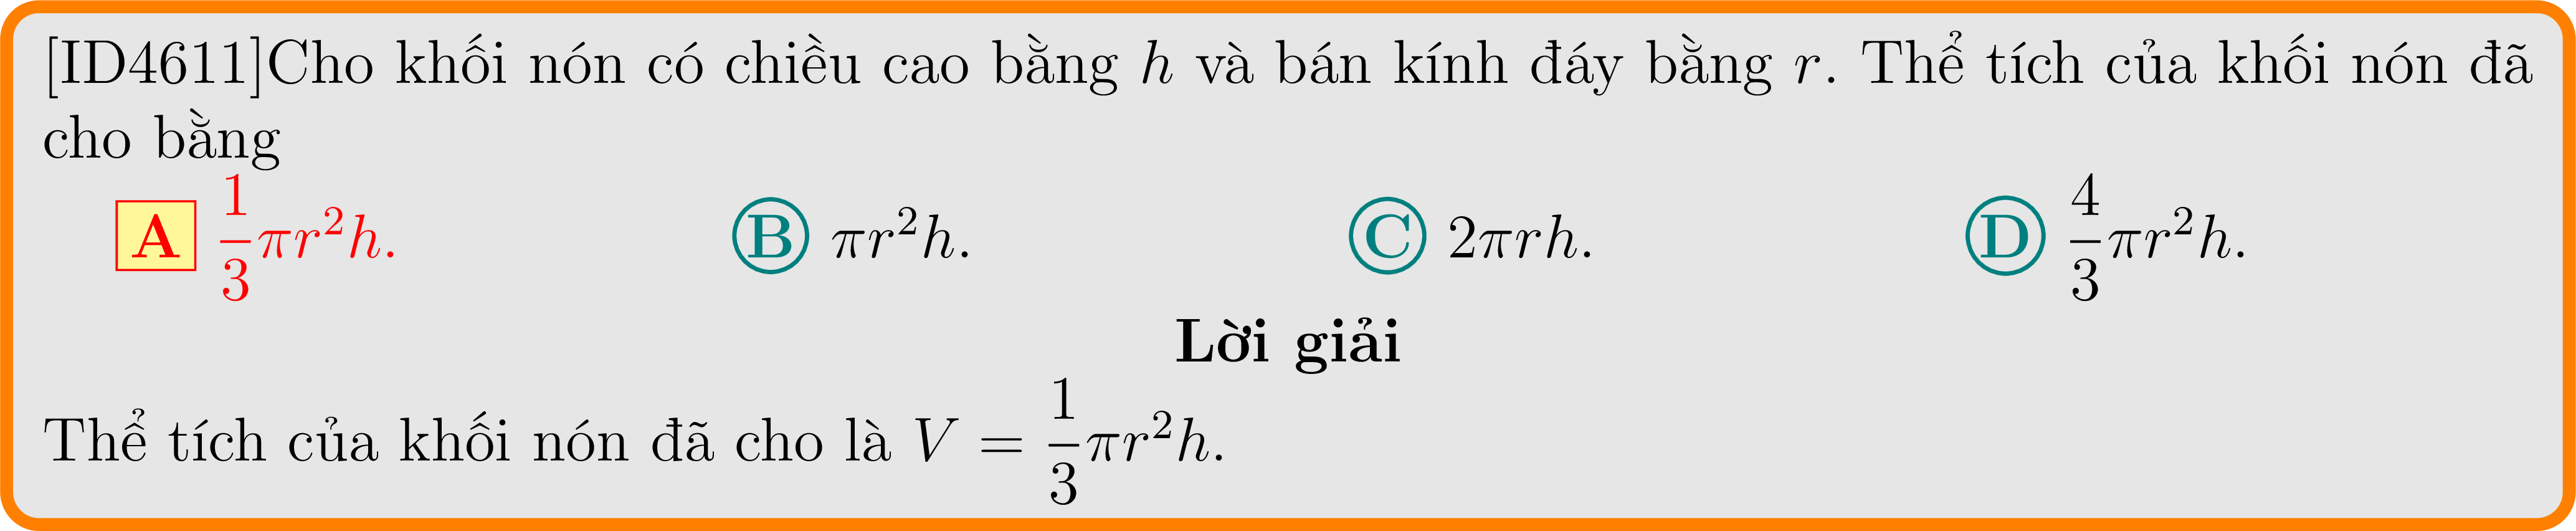 [ID4611]Cho khối nón có chiều cao bằng h và bán kính đáy bằng r. Thể tích của khối nón đã
cho bằng
A $\frac{1}{3}\pi r^2 h$. B $\pi r^2 h$. C $2\pi rh$. D $\frac{4}{3}\pi r^2 h$.
Lời giải
Thể tích của khối nón đã cho là $V = \frac{1}{3}\pi r^2 h$.